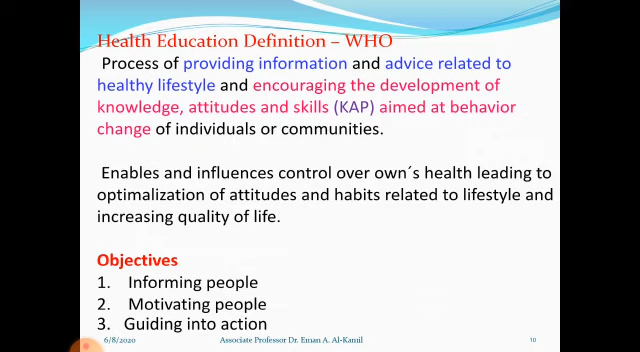 Health Education Definition – WHO
Process of providing information and advice related to
healthy lifestyle and encouraging the development of
knowledge, attitudes and skills (KAP) aimed at behavior
change of individuals or communities.
Enables and influences control over own´s health leading to
optimalization of attitudes and habits related to lifestyle and
increasing quality of life.
Objectives
1. Informing people
2. Motivating people
3. Guiding into action
6/8/2020 Associate Professor Dr. Eman A. Al-Kamil 10